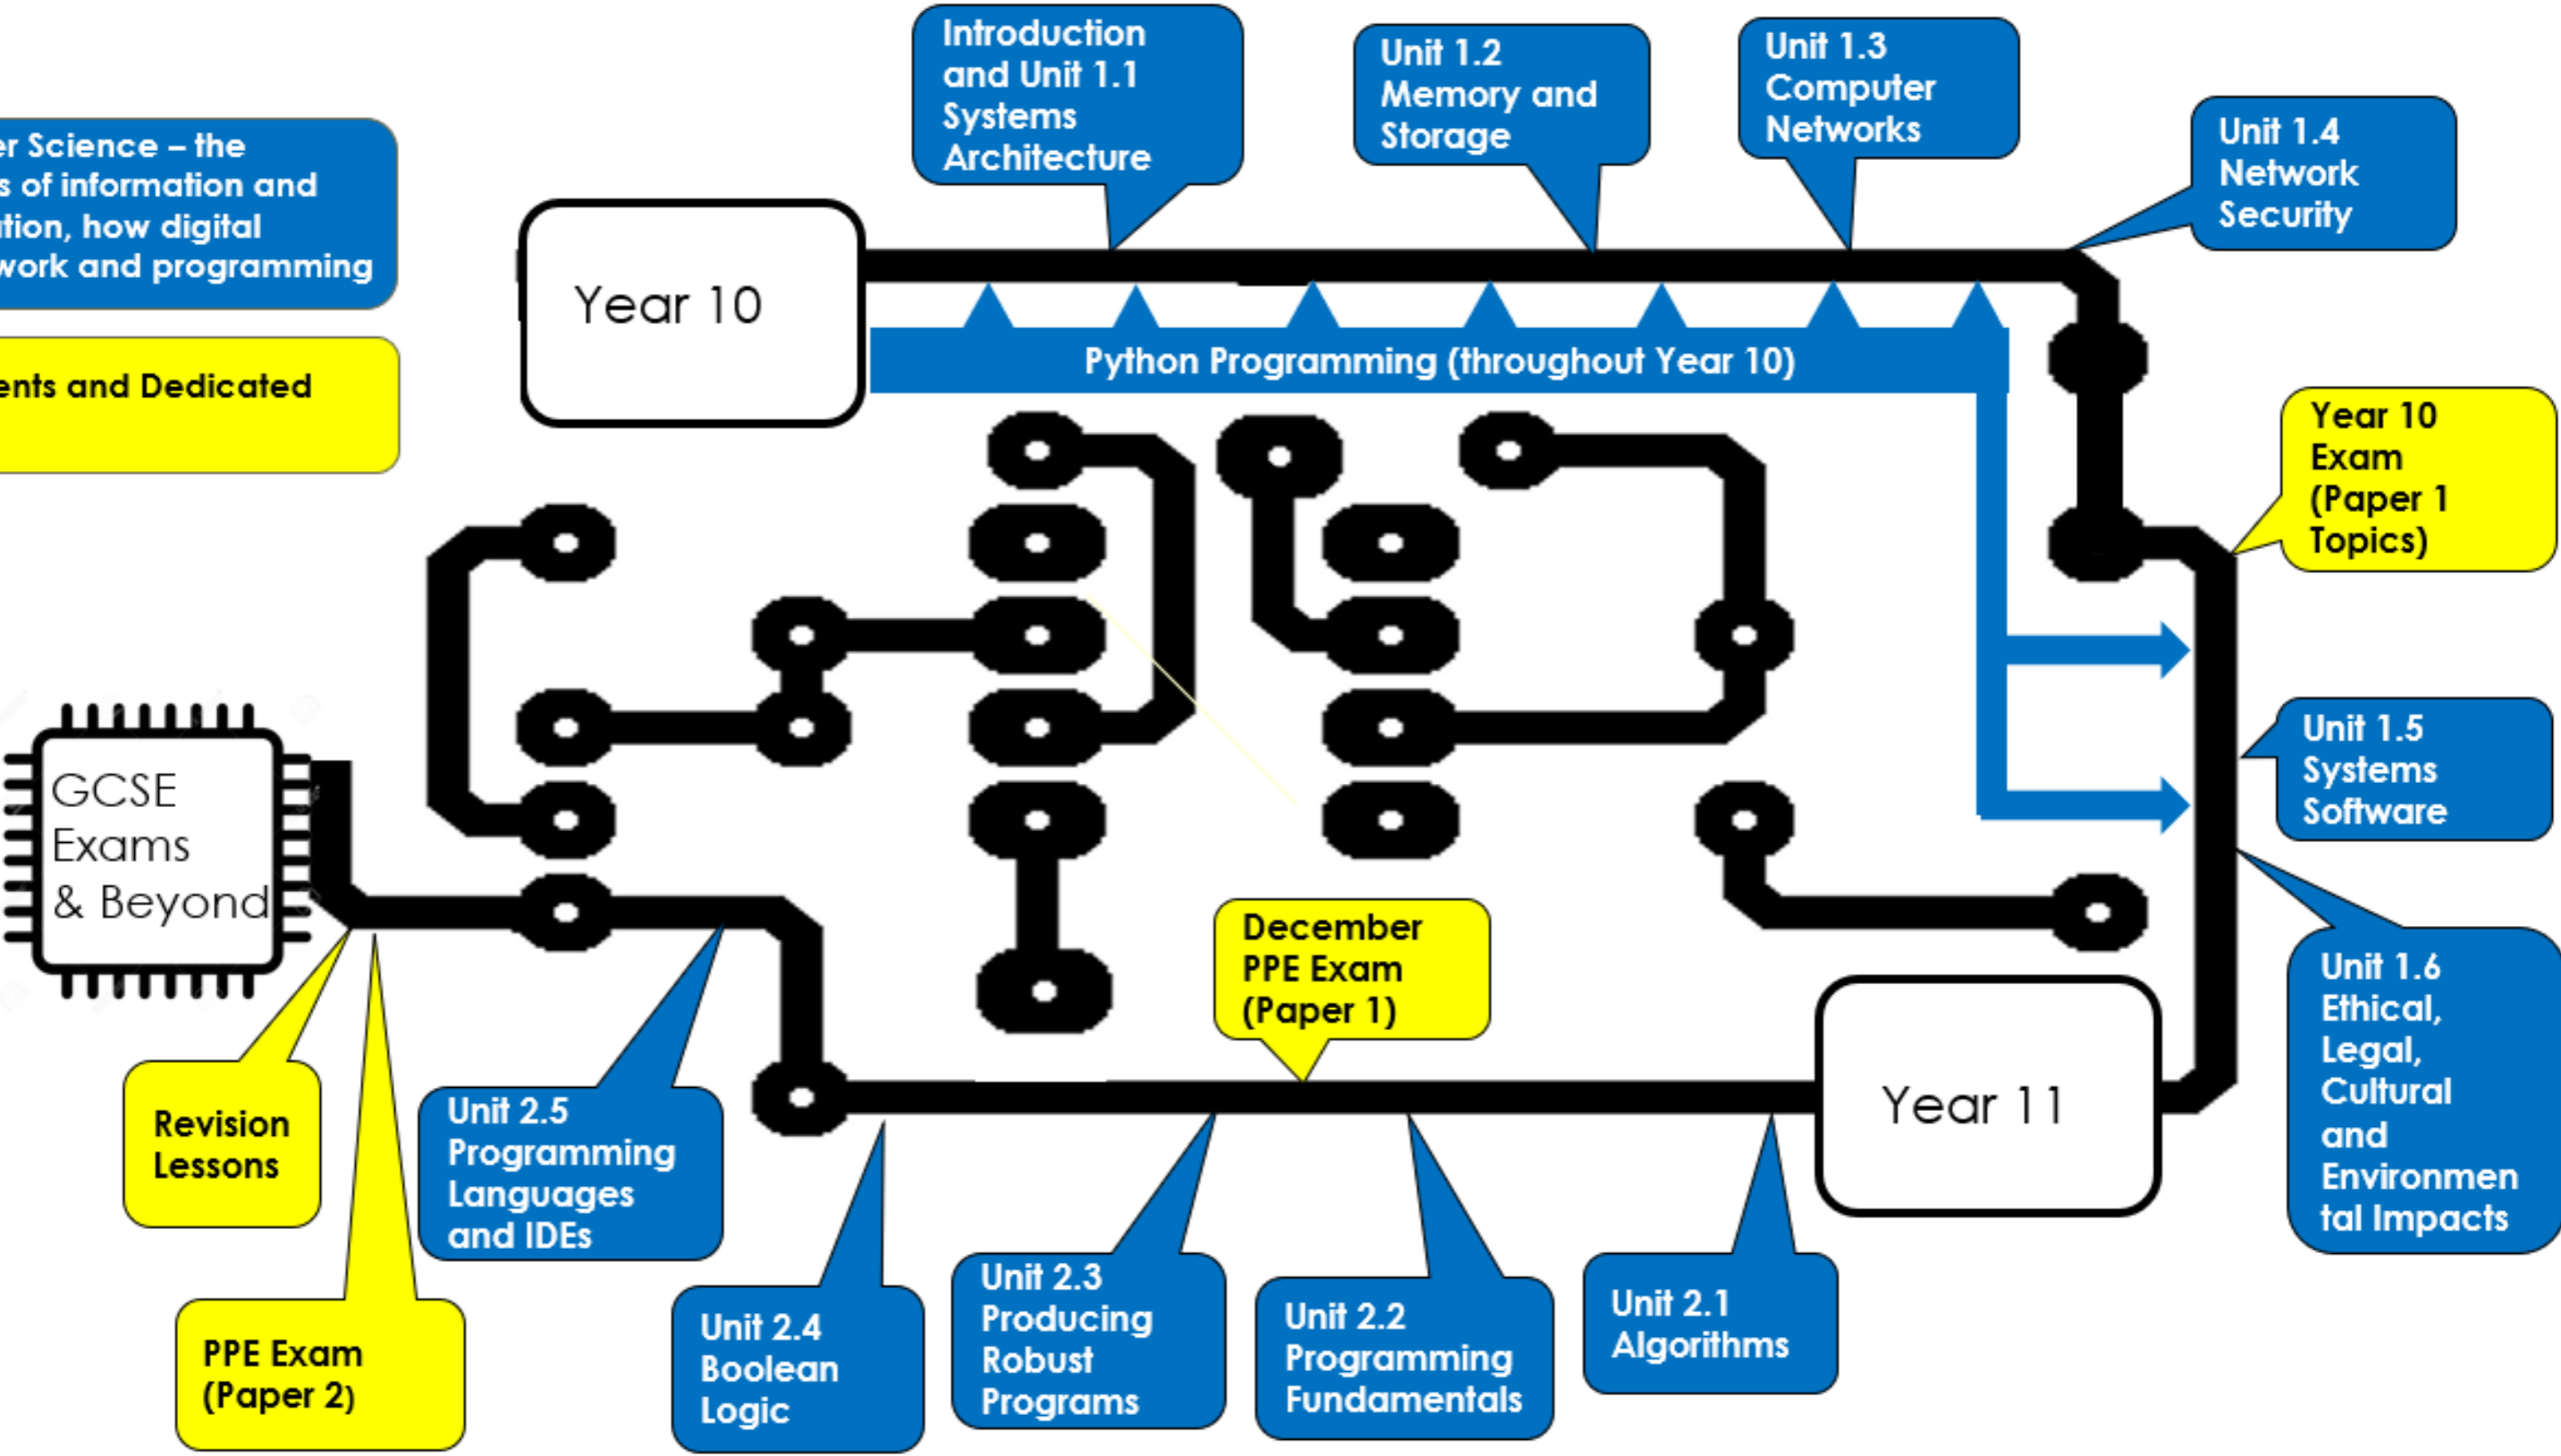 Introduction
and Unit 1.1
Systems
Architecture
Unit 1.2
Memory and
Storage
Unit 1.3
Computer
Networks
Unit 1.4
Network
Security
er Science – the
s of information and
tion, how digital
work and programming
ents and Dedicated
Year 10
Python Programming (throughout Year 10)
Year 10
Exam
(Paper 1
Topics)
Unit 1.5
Systems
Software
Unit 1.6
Ethical,
Legal,
Cultural
and
Environmen
tal Impacts
Year 11
Unit 2.1
Algorithms
Unit 2.2
Programming
Fundamentals
December
PPE Exam
(Paper 1)
Unit 2.3
Producing
Robust
Programs
Unit 2.4
Boolean
Logic
Unit 2.5
Programming
Languages
and IDEs
PPE Exam
(Paper 2)
Revision
Lessons
GCSE
Exams
& Beyond